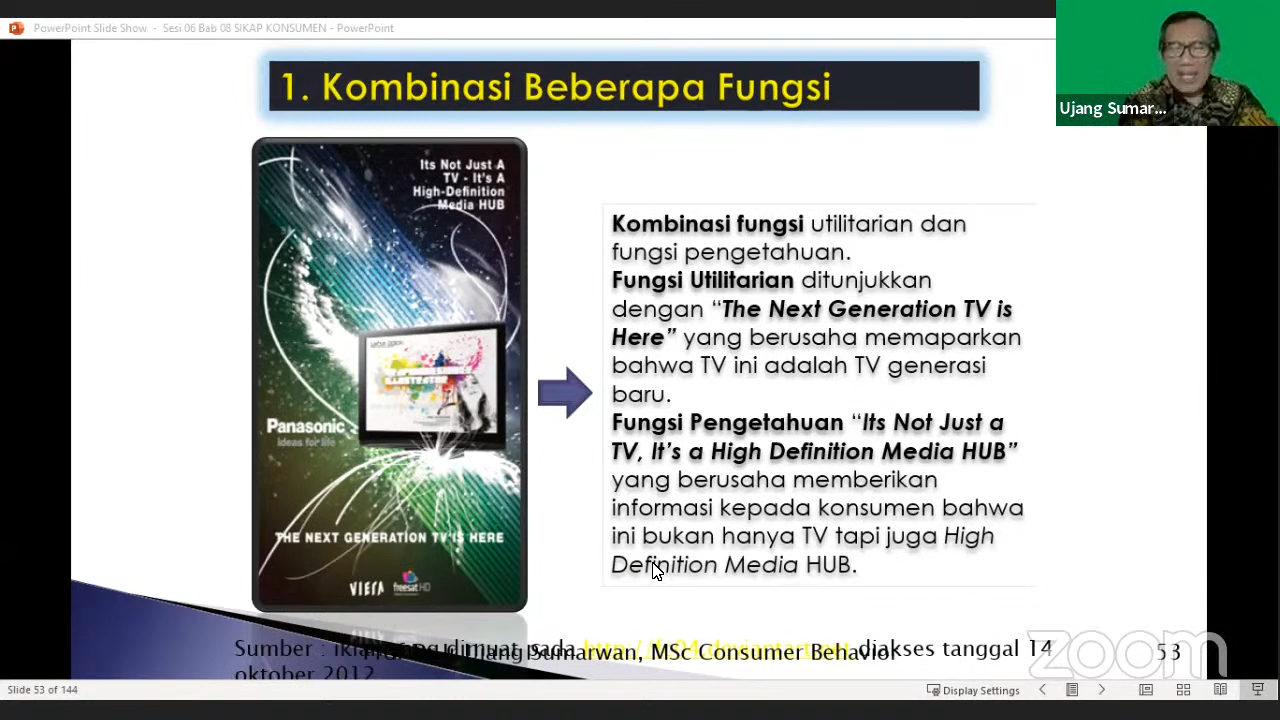 PowerPoint Slide Show - Sesi 06 Bab 08 SIKAP KONSUMEN - PowerPoint
Ujang Sumar...
1. Kombinasi Beberapa Fungsi
Its Not Just A
TV - It's A
High-Definition
Media HUB
Panasonic
ideas for life
THE NEXT GENERATION TV IS HERE
VIERA freesat HD
Kombinasi fungsi utilitarian dan
fungsi pengetahuan.
Fungsi Utilitarian ditunjukkan
dengan “The Next Generation TV is
Here” yang berusaha memaparkan
bahwa TV ini adalah TV generasi
baru.
Fungsi Pengetahuan “Its Not Just a
TV, It’s a High Definition Media HUB”
yang berusaha memberikan
informasi kepada konsumen bahwa
ini bukan hanya TV tapi juga High
Definition Media HUB.
Sumber : dimuat pada diakses tanggal 14
oktober 2012
Ujang Sumarwan, MSc Consumer Behavior
53
zoom
Slide 53 of 144
Display Settings